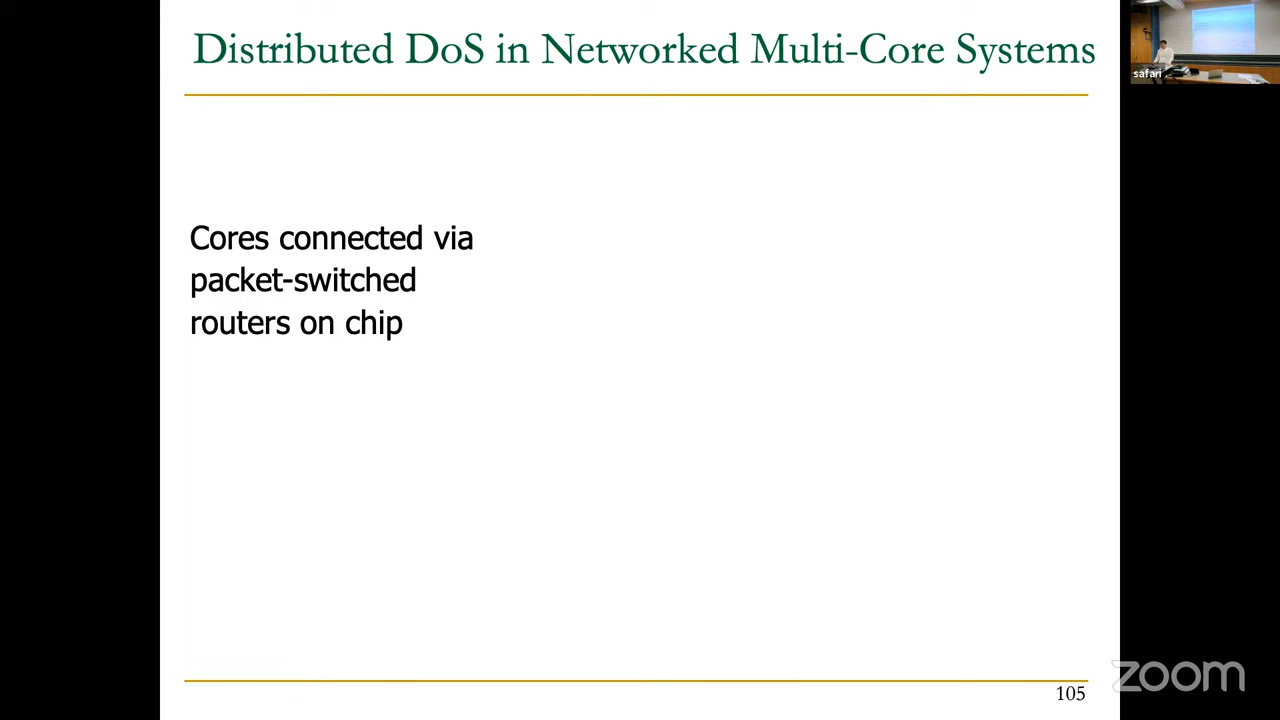 Distributed DoS in Networked Multi-Core Systems
safari
Cores connected via
packet-switched
routers on chip
105
zoom